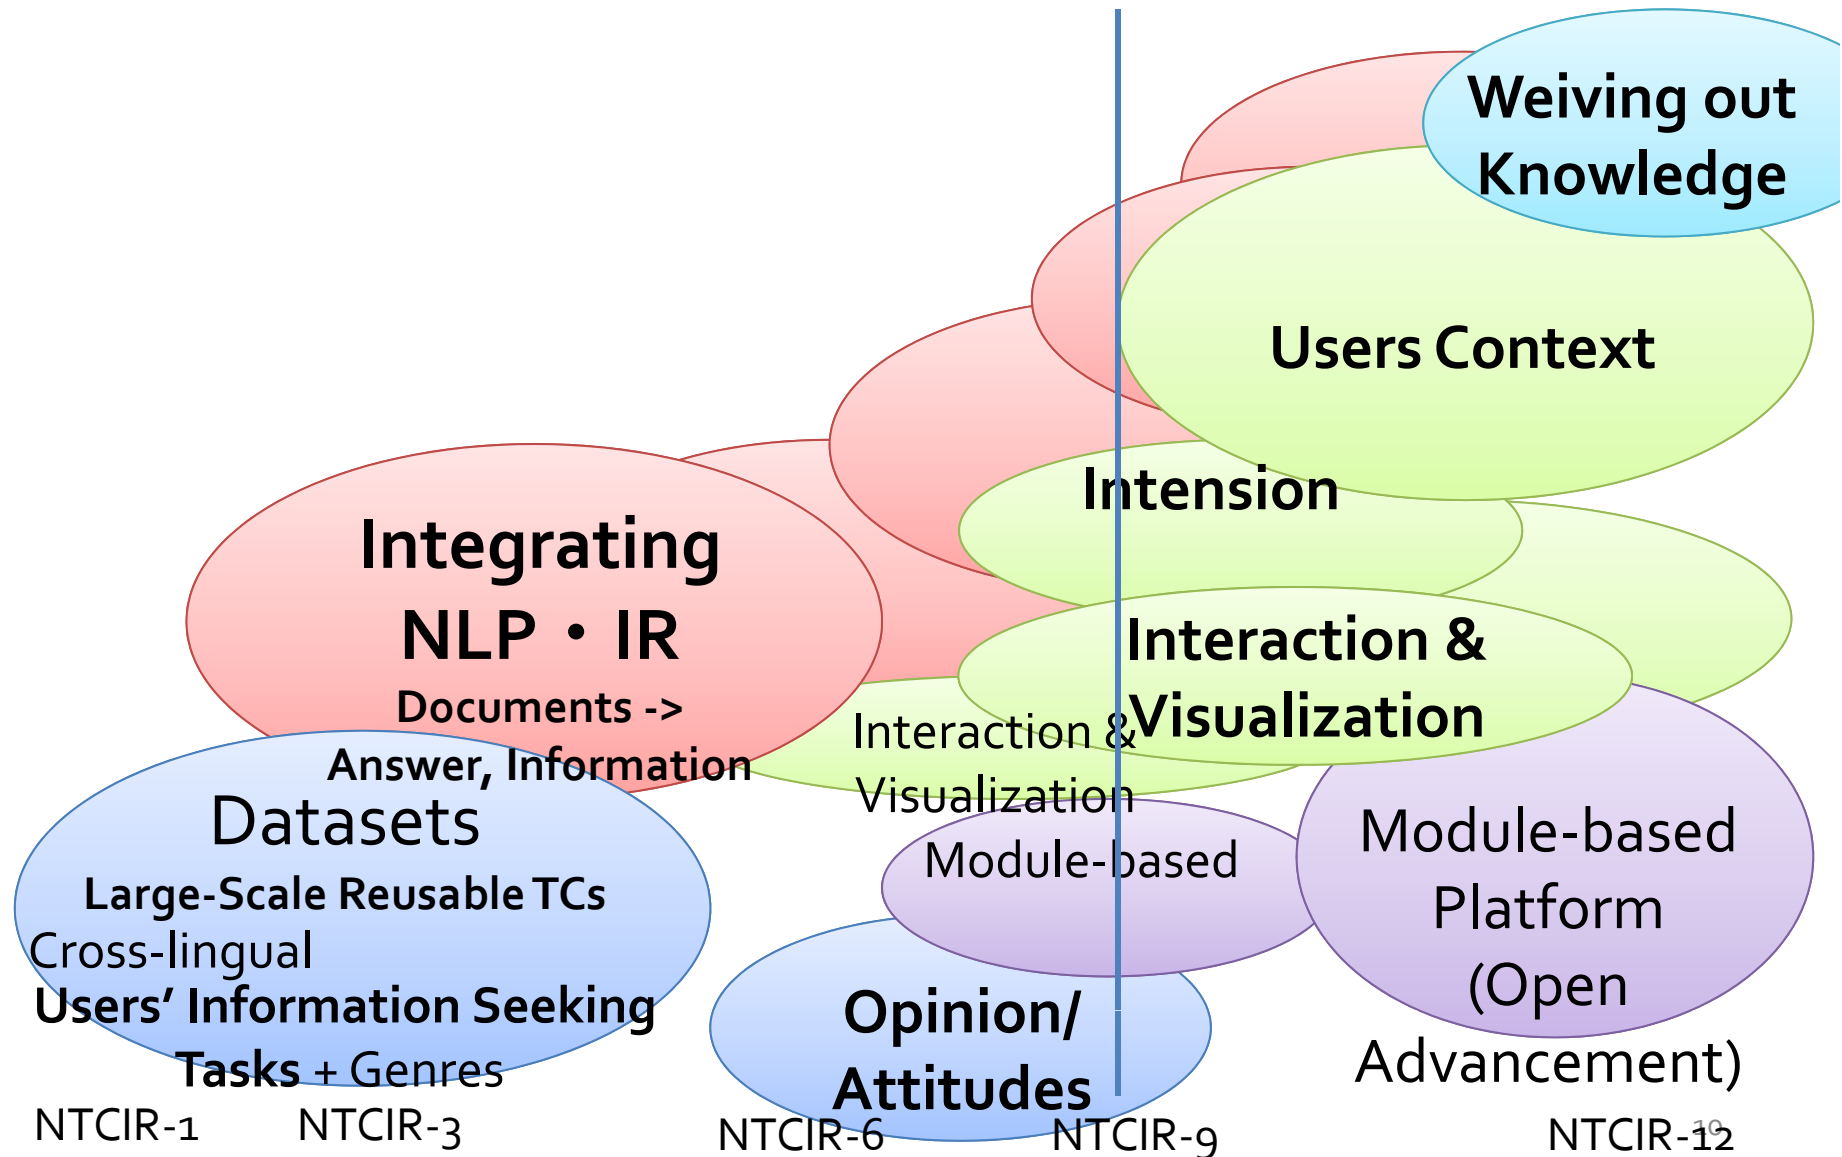 Weiving out
Knowledge
Users Context
Intension
Integrating
NLP・IR
Documents ->
Answer, Information
Interaction &
Visualization
Interaction &
Visualization
Datasets
Large-Scale Reusable TCs
Cross-lingual
Users’ Information Seeking
Tasks + Genres
Module-based
Module-based
Platform
(Open
Advancement)
Opinion/
Attitudes
NTCIR-1
NTCIR-3
NTCIR-6
NTCIR-9
NTCIR-12
10